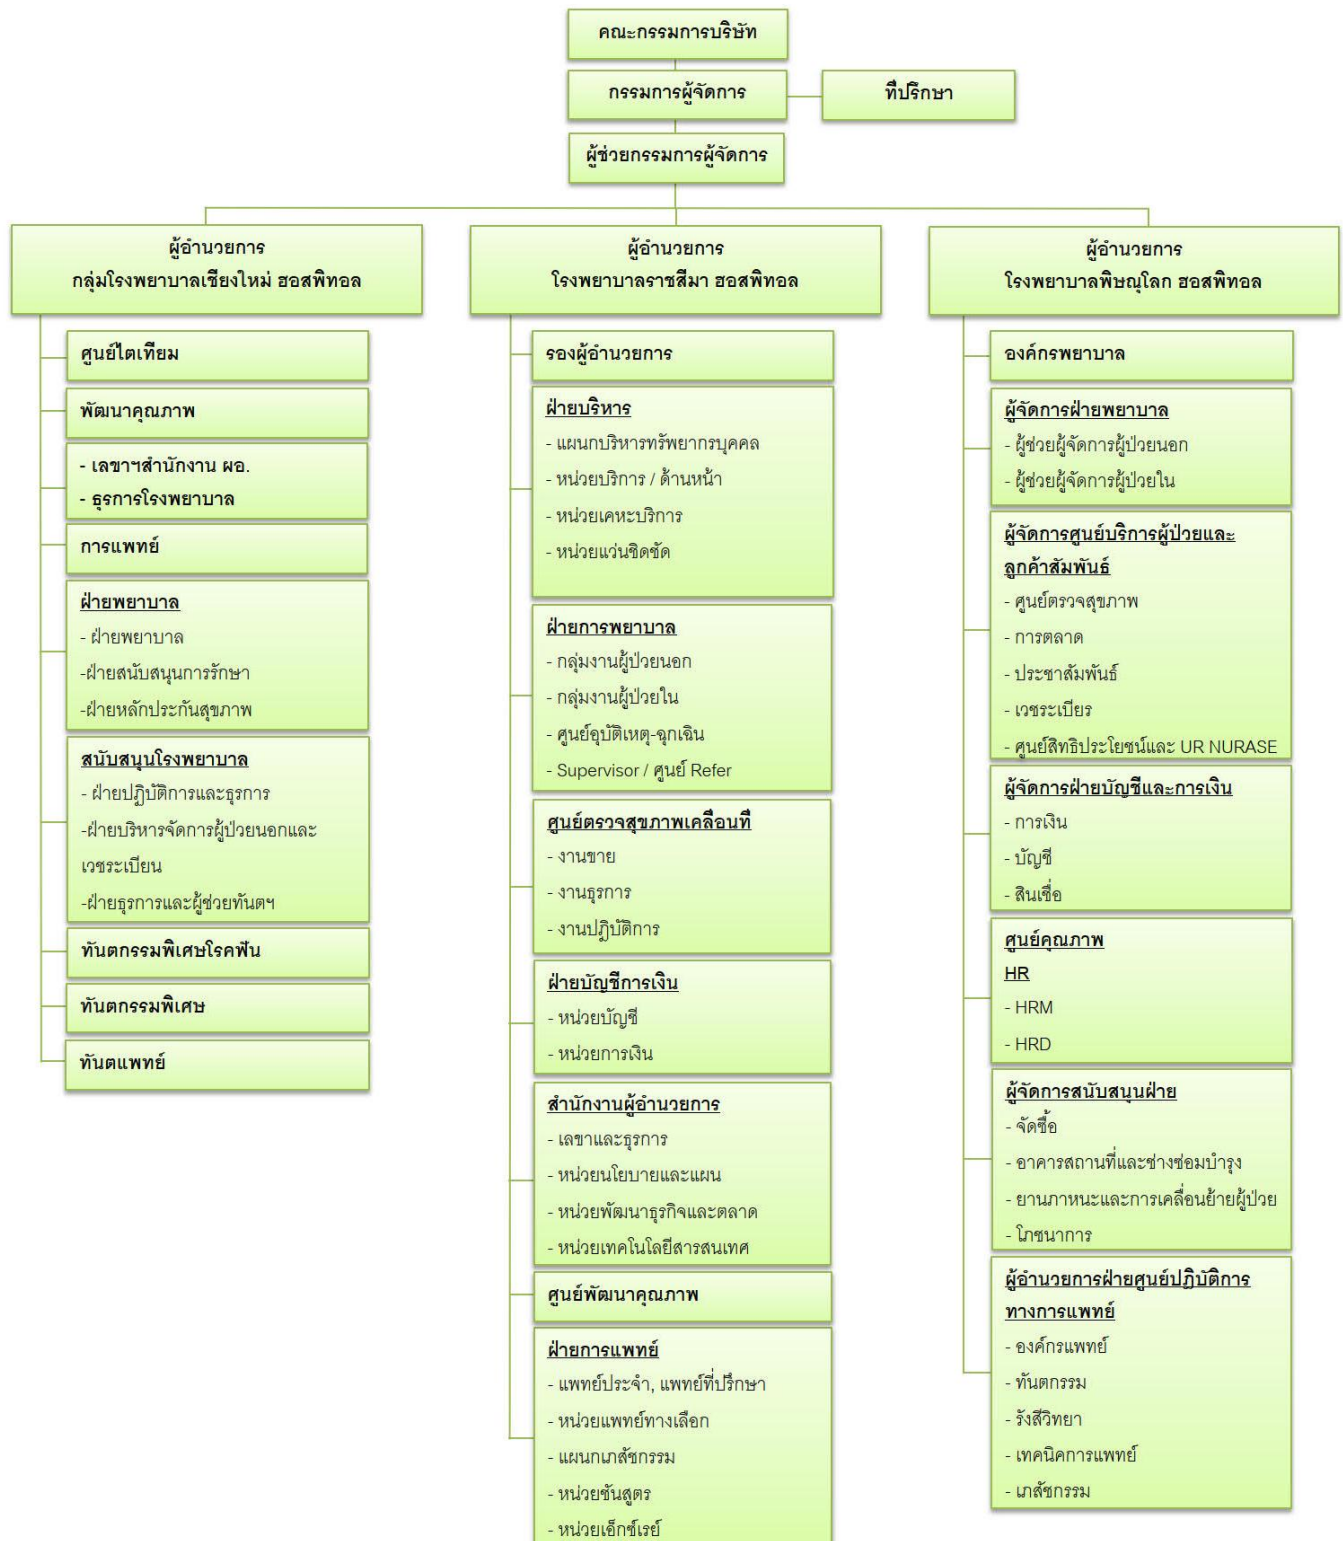 คณะกรรมการบริษัท
กรรมการผู้จัดการ
ที่ปรึกษา
ผู้ช่วยกรรมการผู้จัดการ
ผู้อำนวยการ
กลุ่มโรงพยาบาลเชียงใหม่ ฮอสพิทอล
ศูนย์ไตเทียม
พัฒนาคุณภาพ
- เลขาฯสำนักงาน ผอ.
- ธุรการโรงพยาบาล
การแพทย์
ฝ่ายพยาบาล
- ฝ่ายพยาบาล
-ฝ่ายสนับสนุนการรักษา
-ฝ่ายหลักประกันสุขภาพ
สนับสนุนโรงพยาบาล
- ฝ่ายปฏิบัติการและธุรการ
-ฝ่ายบริหารจัดการผู้ป่วยนอกและ
เวชระเบียน
-ฝ่ายธุรการและผู้ช่วยทันตฯ
ทันตกรรมพิเศษโรคฟัน
ทันตกรรมพิเศษ
ทันตแพทย์
ผู้อำนวยการ
โรงพยาบาลราชสีมา ฮอสพิทอล
รองผู้อำนวยการ
ฝ่ายบริหาร
- แผนกบริหารทรัพยากรบุคคล
- หน่วยบริการ / ด้านหน้า
- หน่วยเคหะบริการ
- หน่วยแว่นชิดชัด
ฝ่ายการพยาบาล
- กลุ่มงานผู้ป่วยนอก
- กลุ่มงานผู้ป่วยใน
- ศูนย์อุบัติเหตุ-ฉุกเฉิน
- Supervisor / ศูนย์ Refer
ศูนย์ตรวจสุขภาพเคลื่อนที่
- งานขาย
- งานธุรการ
- งานปฏิบัติการ
ฝ่ายบัญชีการเงิน
- หน่วยบัญชี
- หน่วยการเงิน
สำนักงานผู้อำนวยการ
- เลขาและธุรการ
- หน่วยนโยบายและแผน
- หน่วยพัฒนาธุรกิจและตลาด
- หน่วยเทคโนโลยีสารสนเทศ
ศูนย์พัฒนาคุณภาพ
ฝ่ายการแพทย์
- แพทย์ประจำ, แพทย์ที่ปรึกษา
- หน่วยแพทย์ทางเลือก
- แผนกเภสัชกรรม
- หน่วยชันสูตร
- หน่วยเอ็กซ์เรย์
ผู้อำนวยการ
โรงพยาบาลพิษณุโลก ฮอสพิทอล
องค์กรพยาบาล
ผู้จัดการฝ่ายพยาบาล
- ผู้ช่วยผู้จัดการผู้ป่วยนอก
- ผู้ช่วยผู้จัดการผู้ป่วยใน
ผู้จัดการศูนย์บริการผู้ป่วยและ
ลูกค้าสัมพันธ์
- ศูนย์ตรวจสุขภาพ
- การตลาด
- ประชาสัมพันธ์
- เวชระเบียร
- ศูนย์สิทธิประโยชน์และ UR NURASE
ผู้จัดการฝ่ายบัญชีและการเงิน
- การเงิน
- บัญชี
- สินเชื่อ
ศูนย์คุณภาพ
HR
- HRM
- HRD
ผู้จัดการสนับสนุนฝ่าย
- จัดซื้อ
- อาคารสถานที่และช่างซ่อมบำรุง
- ยานภาหนะและการเคลื่อนย้ายผู้ป่วย
- โภชนาการ
ผู้อำนวยการฝ่ายศูนย์ปฏิบัติการ
ทางการแพทย์
- องค์กรแพทย์
- ทันตกรรม
- รังสีวิทยา
- เทคนิคการแพทย์
- เภสัชกรรม